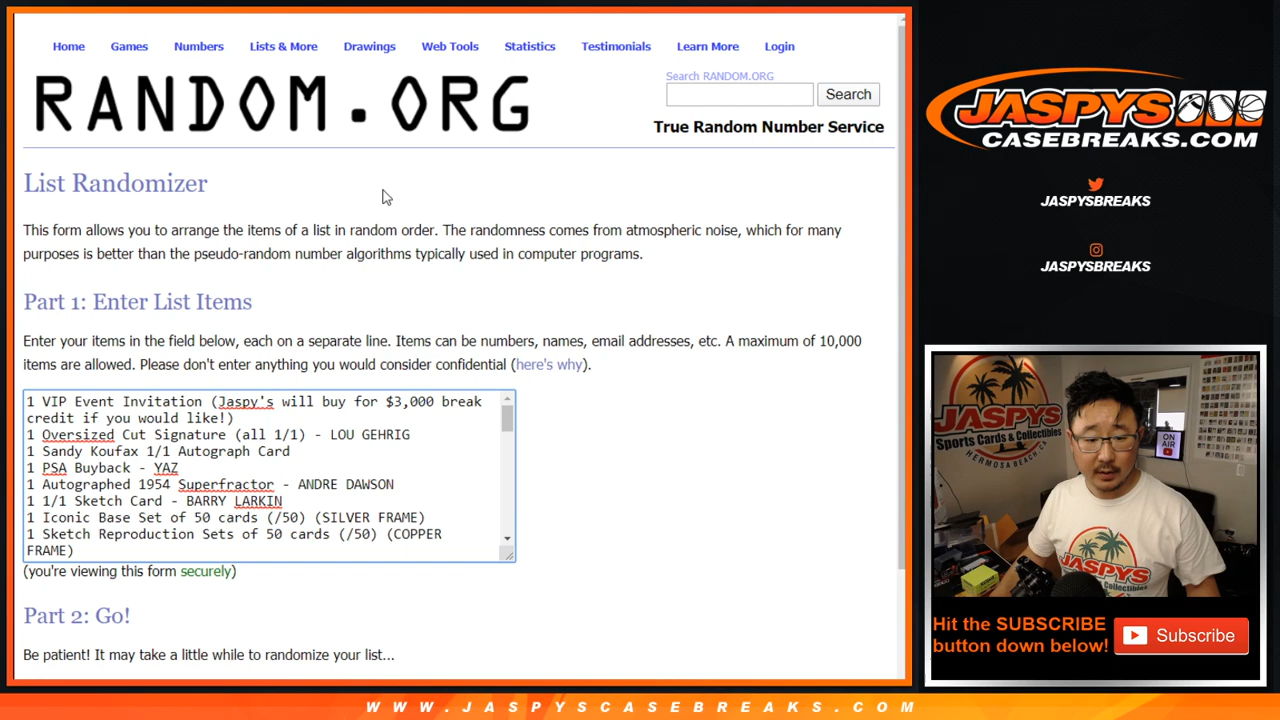 Home Games Numbers Lists & More Drawings Web Tools Statistics Testimonials Learn More Login
RANDOM.ORG
Search RANDOM.ORG
Search
True Random Number Service
List Randomizer
This form allows you to arrange the items of a list in random order. The randomness comes from atmospheric noise, which for many
purposes is better than the pseudo-random number algorithms typically used in computer programs.
Part 1: Enter List Items
Enter your items in the field below, each on a separate line. Items can be numbers, names, email addresses, etc. A maximum of 10,000
items are allowed. Please don't enter anything you would consider confidential (here's why).
1 VIP Event Invitation (Jaspy's will buy for $3,000 break
credit if you would like!)
1 Oversized Cut Signature (all 1/1) - LOU GEHRIG
1 Sandy Koufax 1/1 Autograph Card
1 PSA Buyback - YAZ
1 Autographed 1954 Superfractor - ANDRE DAWSON
1 1/1 Sketch Card - BARRY LARKIN
1 Iconic Base Set of 50 cards (/50) (SILVER FRAME)
1 Sketch Reproduction Sets of 50 cards (/50) (COPPER
FRAME)
(you're viewing this form securely)
Part 2: Go!
Be patient! It may take a little while to randomize your list...
JASPYS
CASEBREAKS.COM
JASPYSBREAKS
JASPYSBREAKS
JASPYS
Sports Cards & Collectibles
HERMOSA BEACH, CA
ON
AIR
JASPYS
Hit the SUBSCRIBE
button down below!
Subscribe
WWW.JASPYSCASEBREAKS.COM